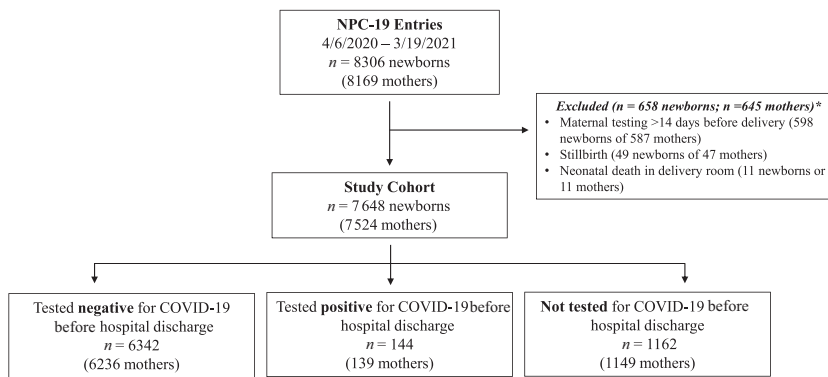 NPC-19 Entries
4/6/2020 – 3/19/2021
n = 8306 newborns
(8169 mothers)
Excluded (n = 658 newborns; n =645 mothers)*
• Maternal testing >14 days before delivery (598
newborns of 587 mothers)
• Stillbirth (49 newborns of 47 mothers)
• Neonatal death in delivery room (11 newborns or
11 mothers)
Study Cohort
n = 7648 newborns
(7524 mothers)
Tested negative for COVID-19
before hospital discharge
n = 6342
(6236 mothers)
Tested positive for COVID-19 before
hospital discharge
n = 144
(139 mothers)
Not tested for COVID-19 before
hospital discharge
n = 1162
(1149 mothers)